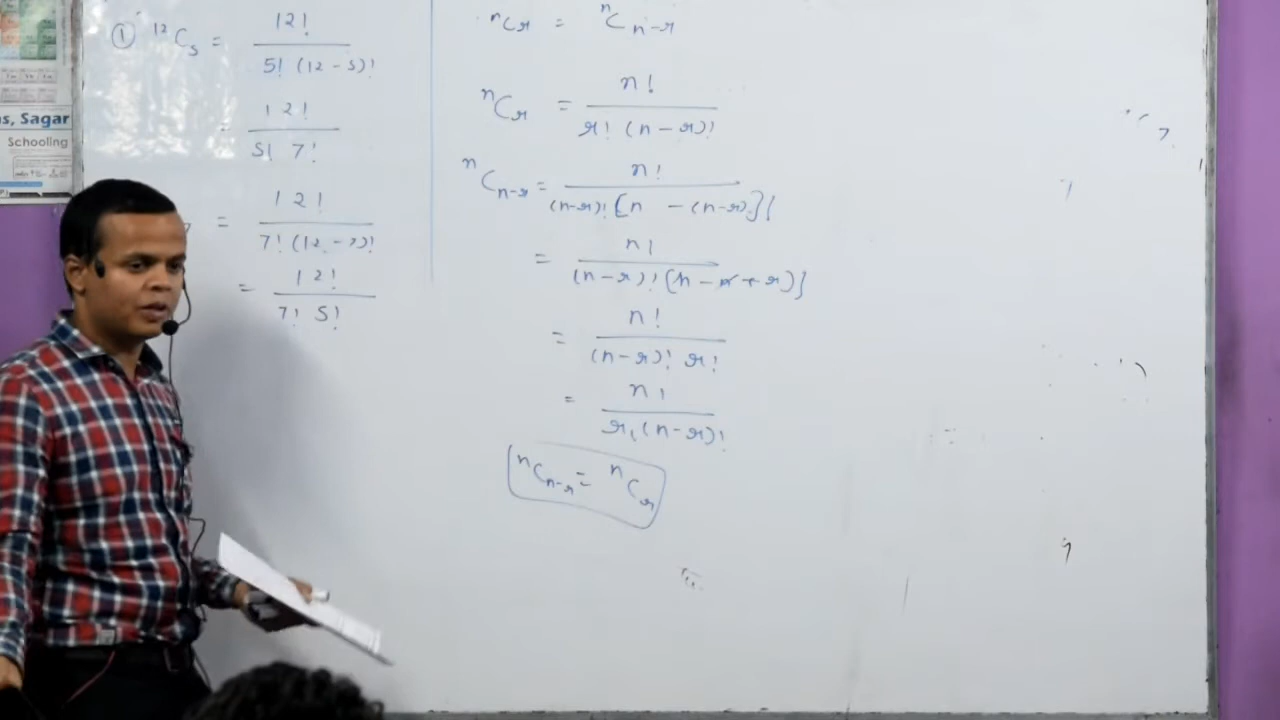 s, Sagar
Schooling
① ¹²C₅ = 12! / 5! (12 - 5)!
= 12! / 5! 7!
= 12! / 7! (12 - 7)!
= 12! / 7! 5!
ⁿCᵣ = ⁿCₙ₋ᵣ
ⁿCᵣ = n! / r! (n - r)!
ⁿCₙ₋ᵣ = n! / (n-r)! [n - (n-r)]!
= n! / (n-r)! (n - n + r)!
= n! / (n-r)! r!
= n! / r! (n-r)!
ⁿCₙ₋ᵣ = ⁿCᵣ